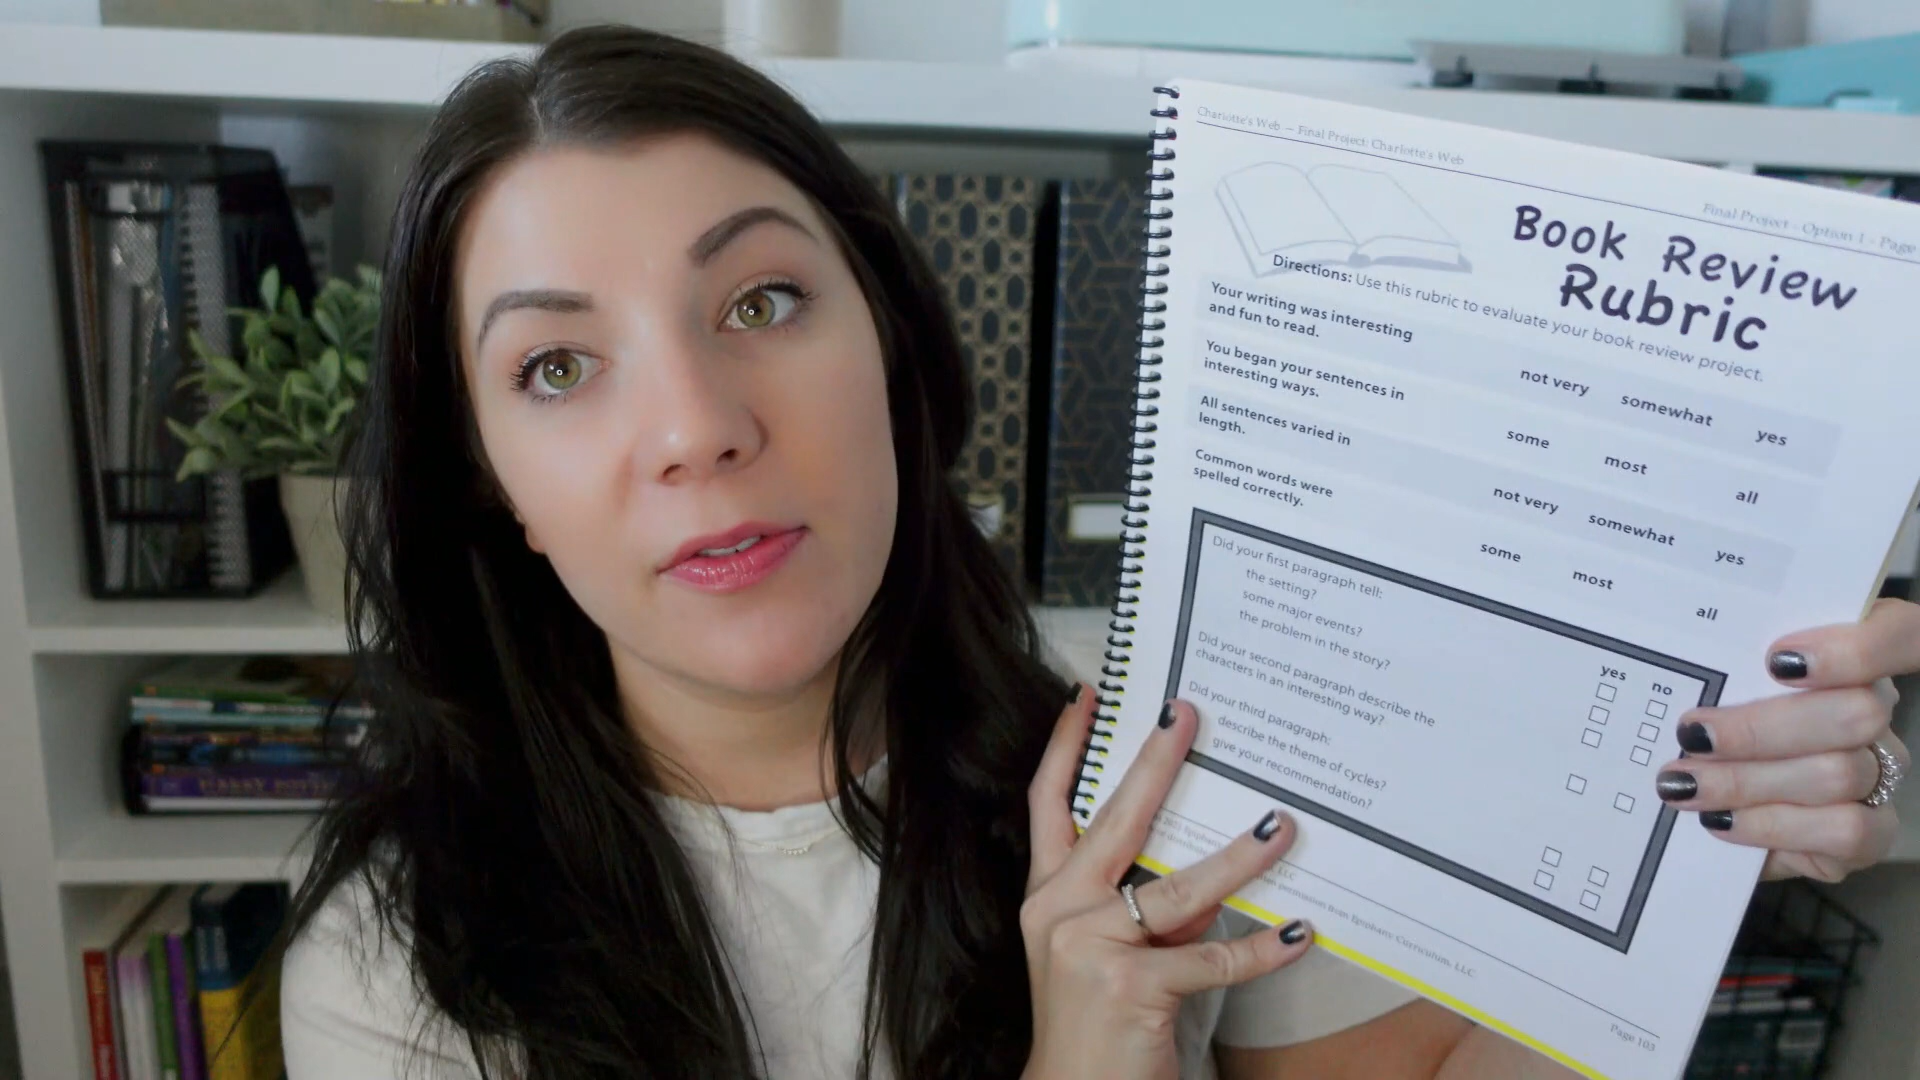 Charlotte's Web — Final Project: Charlotte's Web
Final Project - Option 1 - Page
Book Review
Rubric
Directions: Use this rubric to evaluate your book review project.
Your writing was interesting
and fun to read.
not very somewhat yes
You began your sentences in
interesting ways.
some most all
All sentences varied in
length.
not very somewhat yes
Common words were
spelled correctly.
some most all
yes no
Did your first paragraph tell:
the setting?
some major events?
the problem in the story?
Did your second paragraph describe the
characters in an interesting way?
Did your third paragraph:
describe the theme of cycles?
give your recommendation?
LLC
permission from Epiphany Curriculum, LLC
Page 103
HARRY POTTER